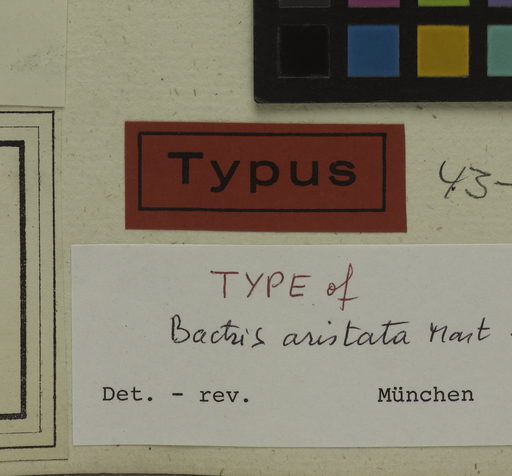 Typus
43-
TYPE of
Bactris aristata Mart
Det. - rev. München